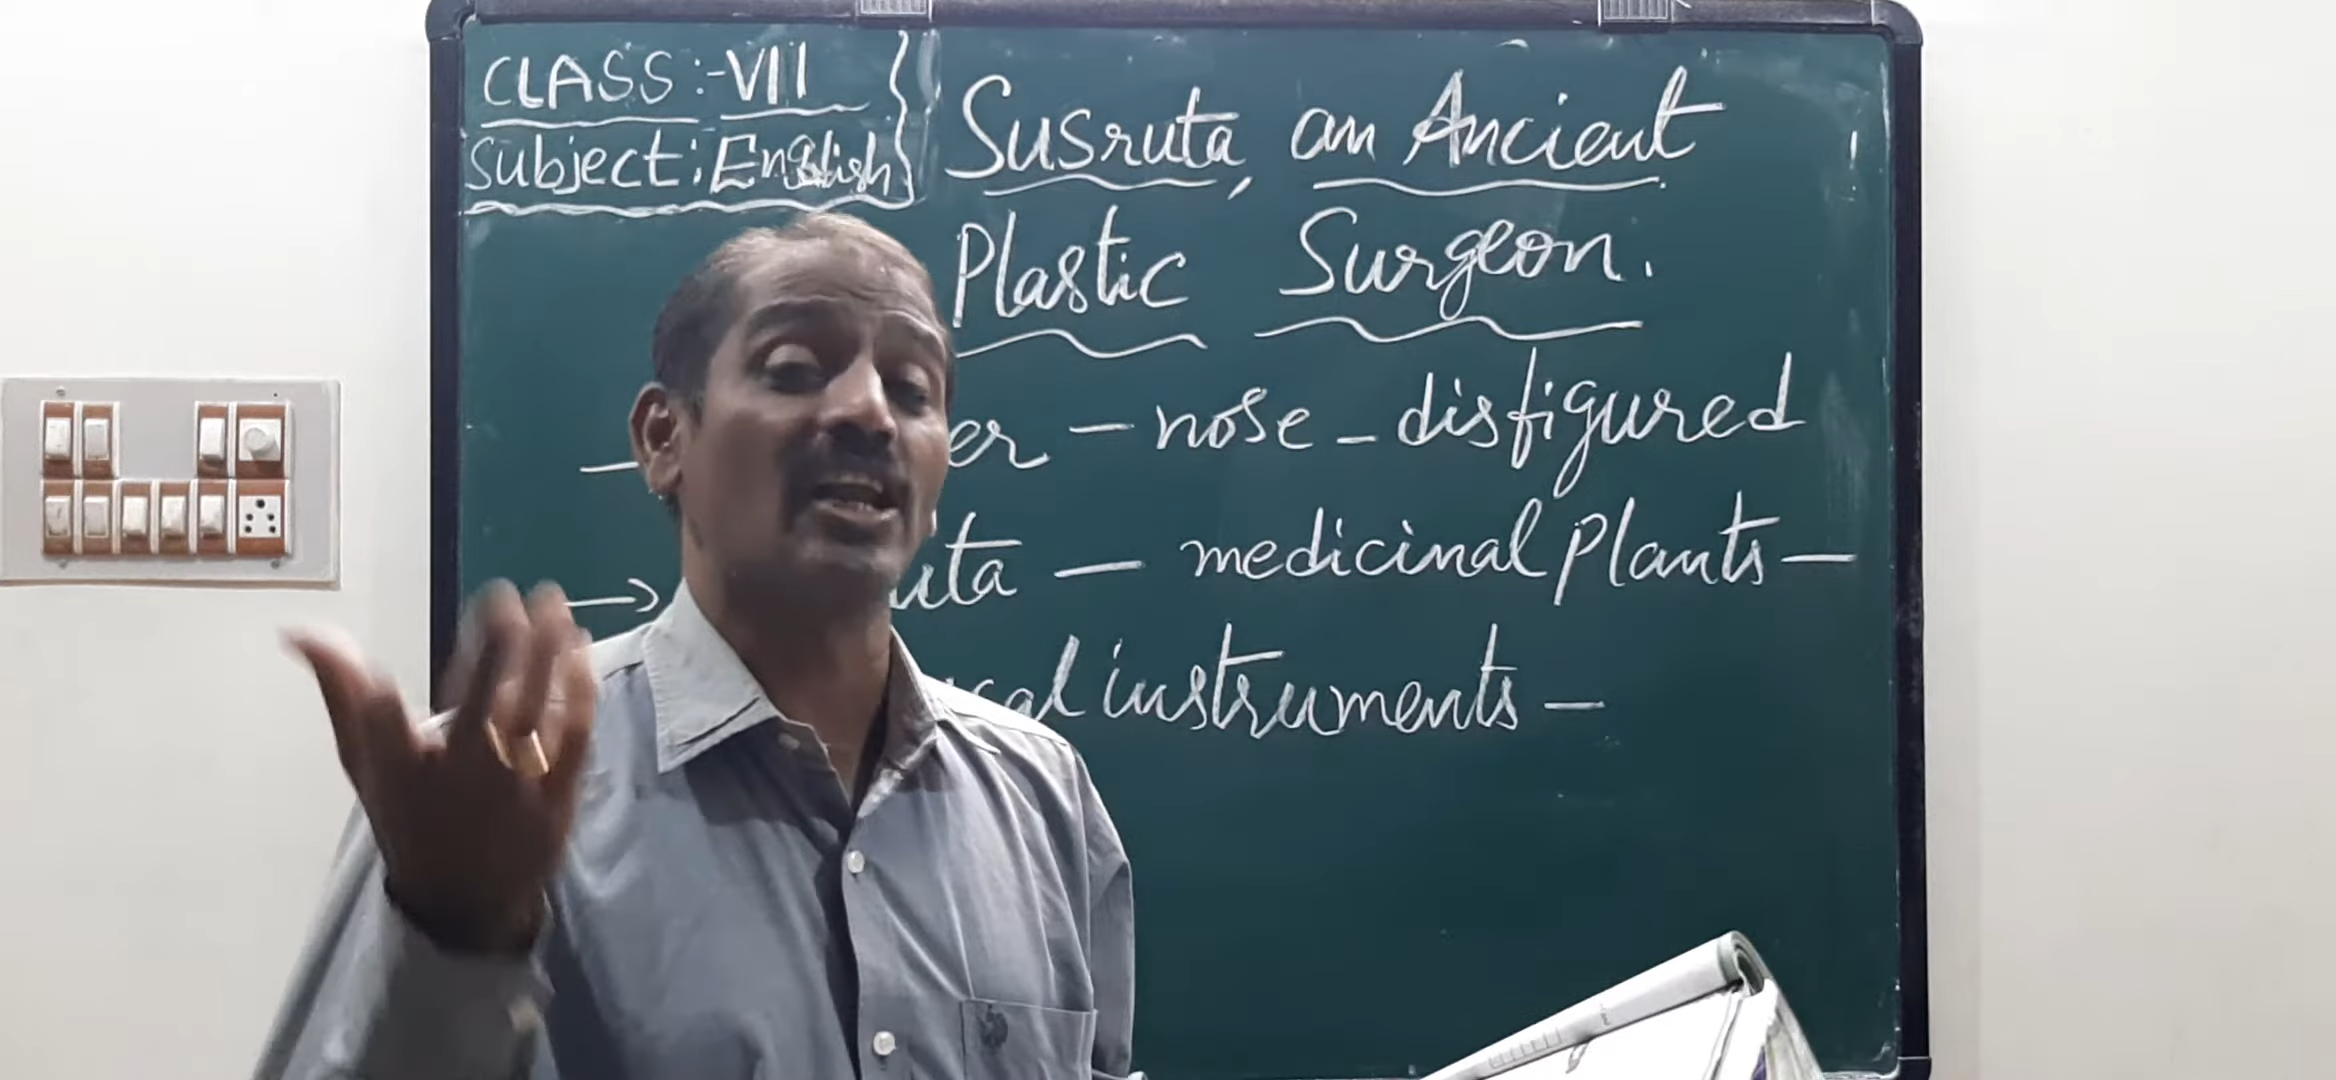 CLASS:-VII
Subject: English
Susruta, an Ancient
Plastic Surgeon.
- nose - disfigured
- medicinal plants -
instruments -